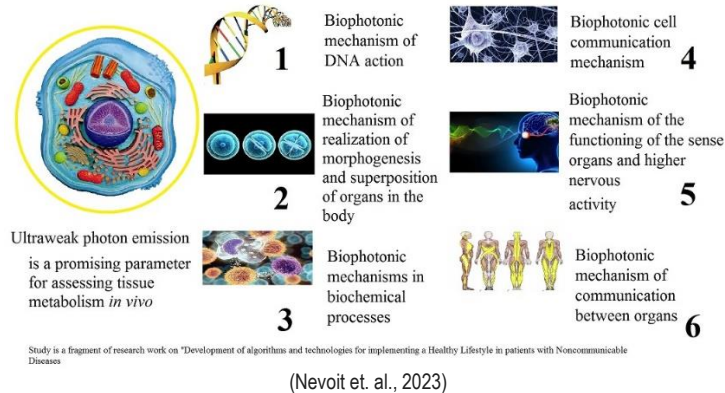 1
Biophotonic
mechanism of
DNA action
2
Biophotonic
mechanism of
realization of
morphogenesis
and superposition
of organs in the
body
Ultraweak photon emission
is a promising parameter
for assessing tissue
metabolism in vivo
3
Biophotonic
mechanisms in
biochemical
processes
Biophotonic cell
communication
mechanism
4
Biophotonic
mechanism of the
functioning of the sense
organs and higher
nervous
activity
5
Biophotonic
mechanism of
communication
between organs
6
Study is a fragment of research work on "Development of algorithms and technologies for implementing a Healthy Lifestyle in patients with Noncommunicable
Diseases
(Nevoit et. al., 2023)